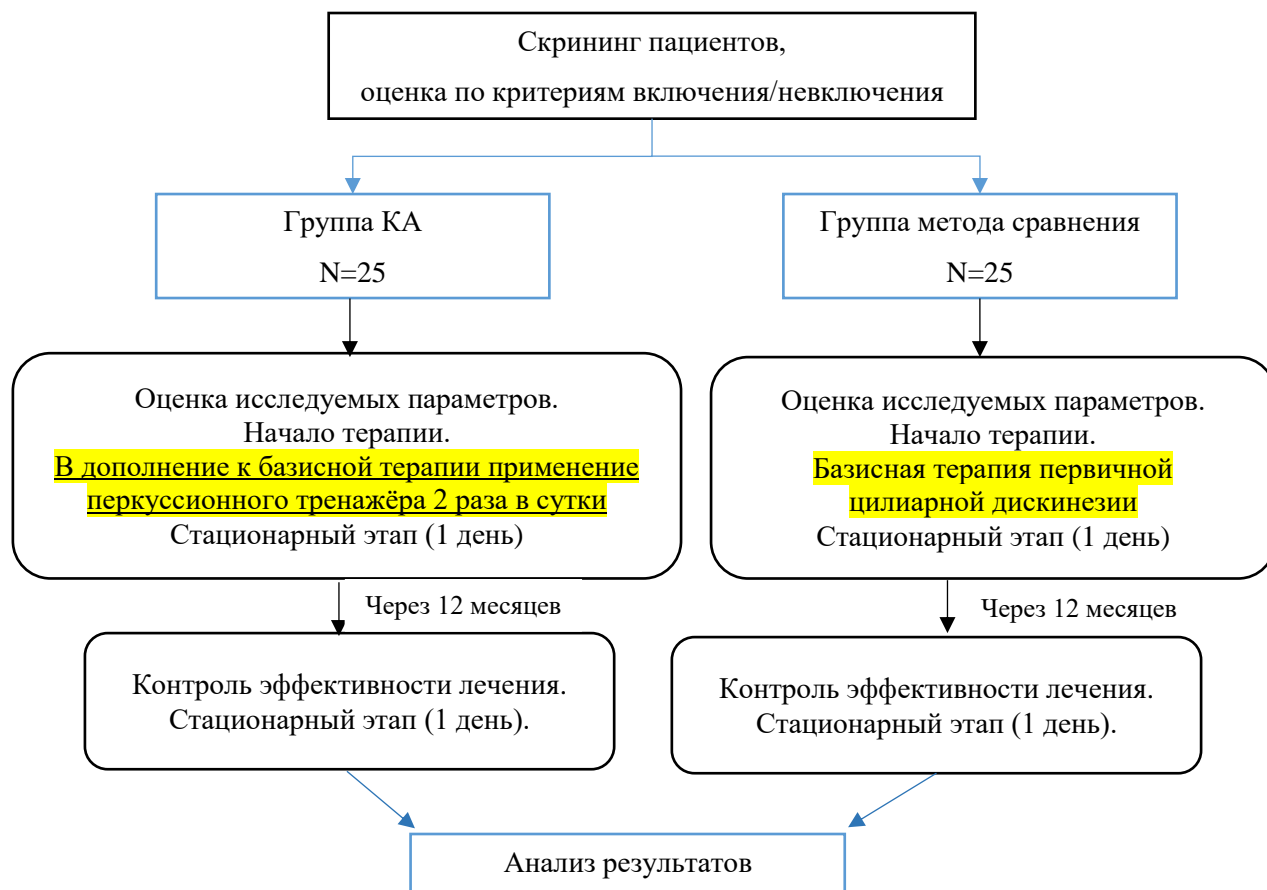 Скрининг пациентов,
оценка по критериям включения/невключения
Группа КА
N=25
Группа метода сравнения
N=25
Оценка исследуемых параметров.
Начало терапии.
В дополнение к базисной терапии применение
перкуссионного тренажёра 2 раза в сутки
Стационарный этап (1 день)
Оценка исследуемых параметров.
Начало терапии.
Базисная терапия первичной
цилиарной дискинезии
Стационарный этап (1 день)
Через 12 месяцев
Через 12 месяцев
Контроль эффективности лечения.
Стационарный этап (1 день).
Контроль эффективности лечения.
Стационарный этап (1 день).
Анализ результатов